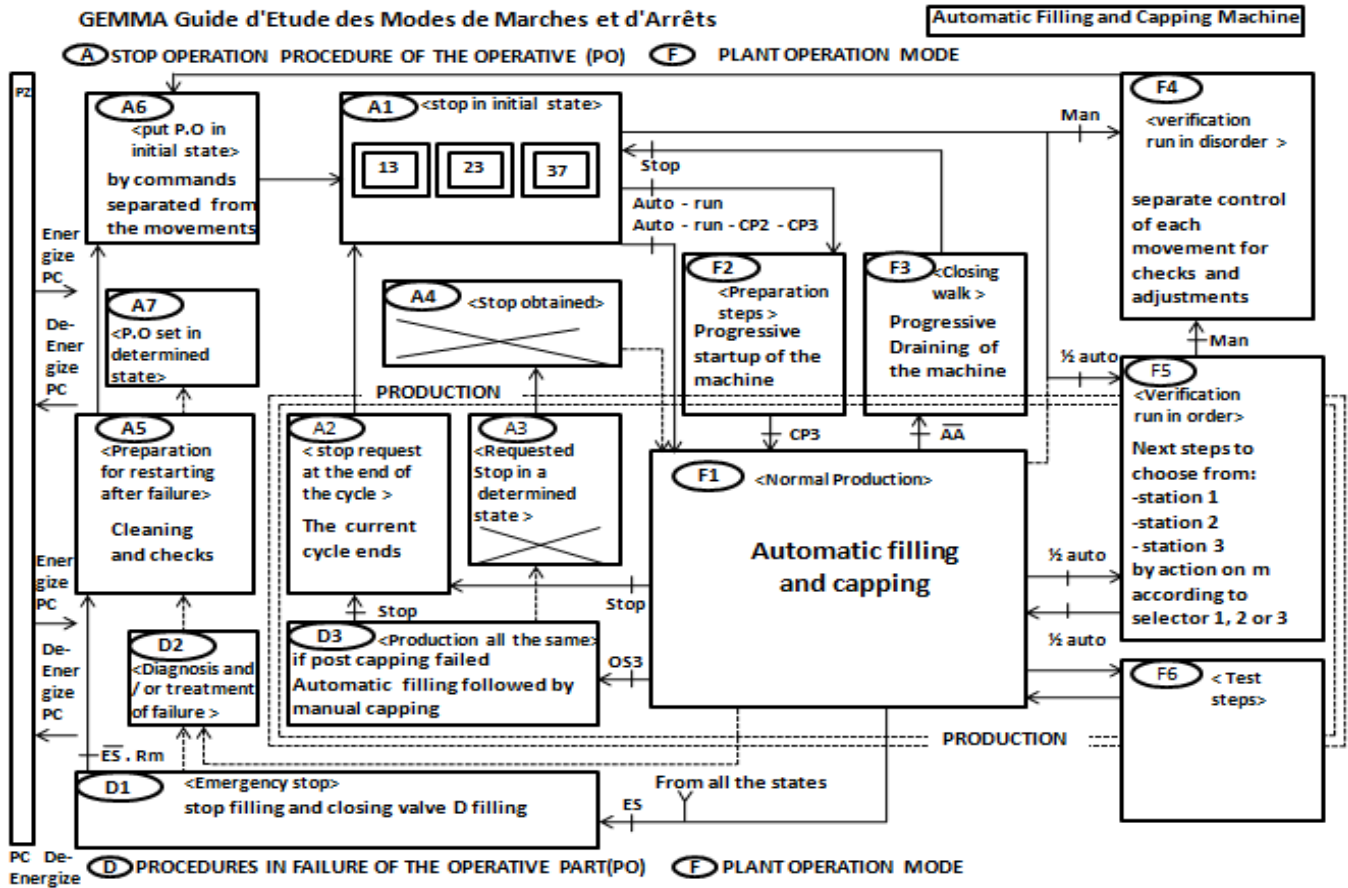 GEMMA Guide d'Etude des Modes de Marches et d'Arrêts
Automatic Filling and Capping Machine
A STOP OPERATION PROCEDURE OF THE OPERATIVE (PO)
F PLANT OPERATION MODE
PZ
A6
<put P.O in
initial state>
by commands
separated from
the movements
A1 <stop in initial state>
13 23 37
Man
Stop
Auto - run
Auto - run - CP2 - CP3
F4
<verification
run in disorder >
separate control
of each
movement for
checks and
adjustments
Ener
gize
PC
De-
Ener
gize
PC
A7
<P.O set in
determined
state>
A4 <Stop obtained>
F2
<Preparation
steps >
Progressive
startup of the
machine
F3 <Closing
walk >
Progressive
Draining of
the machine
Man
½ auto
PRODUCTION
A5
<Preparation
for restarting
after failure>
Cleaning
and checks
A2
< stop request
at the end of
the cycle >
The current
cycle ends
A3
<Requested
Stop in a
determined
state >
CP3
A̅A̅
F5
<Verification
run in order>
Next steps to
choose from:
-station 1
-station 2
- station 3
by action on m
according to
selector 1, 2 or 3
F1 <Normal Production>
Automatic filling
and capping
Ener
gize
PC
De-
Ener
gize
PC
½ auto
½ auto
Stop
Stop
D2
<Diagnosis and
/ or treatment
of failure >
D3 <Production all the same>
if post capping failed
Automatic filling followed by
manual capping
OS3
F6 < Test
steps>
PRODUCTION
E̅S̅ . Rm
D1 <Emergency stop>
stop filling and closing valve D filling
From all the states
ES
PC De-
Energize
D PROCEDURES IN FAILURE OF THE OPERATIVE PART(PO)
F PLANT OPERATION MODE